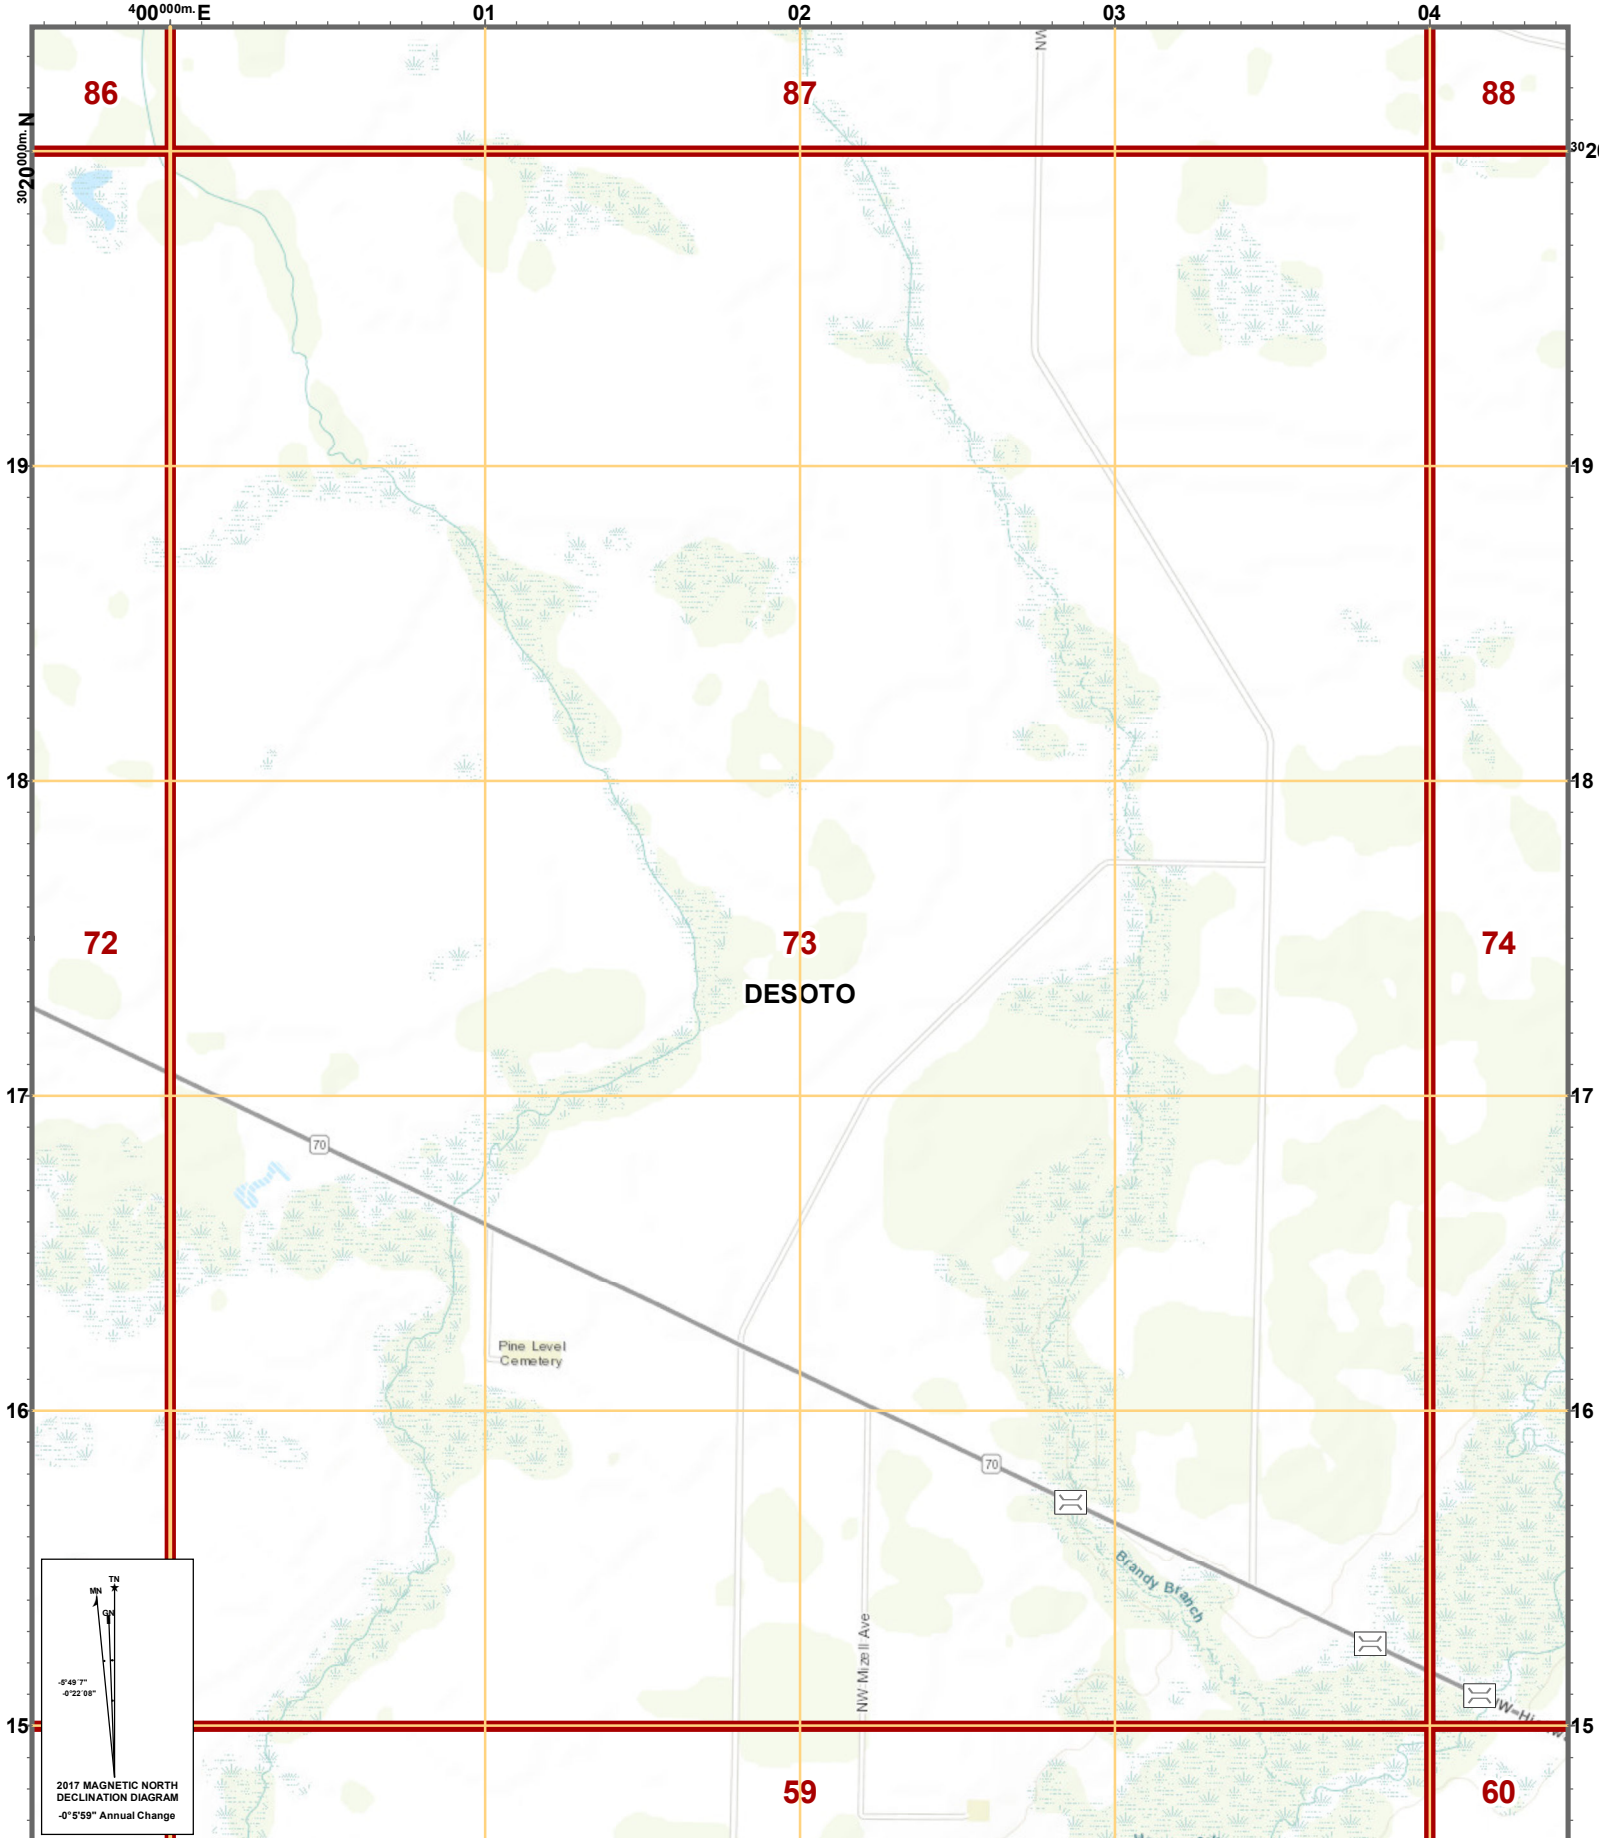 400000m. E 01 02 03 04
NW
86 87 88
3020000m. N
3020
19 19
18 18
72 73 74
DESOTO
17 17
70
Pine Level
Cemetery
16 16
70
Brandy Branch
NW Mizell Ave
15 15
TN
MN
GN
-5°49'7"
-0°22'08"
2017 MAGNETIC NORTH
DECLINATION DIAGRAM
-0°5'59" Annual Change
59 60